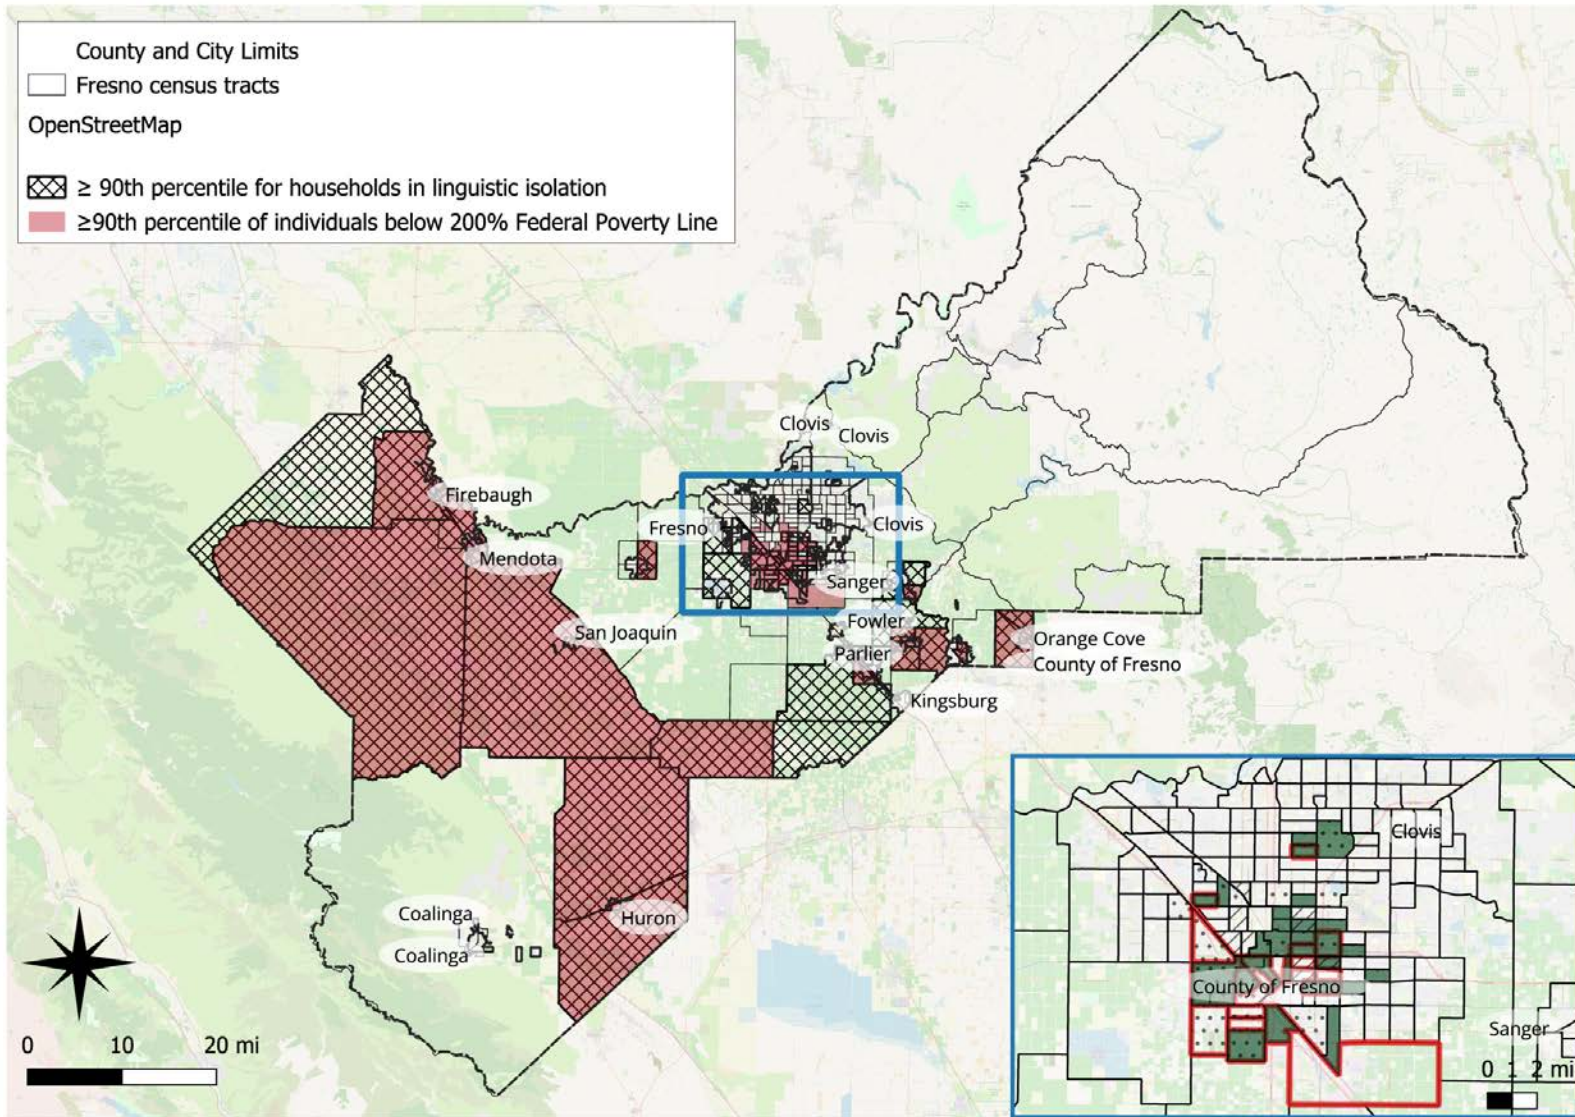 County and City Limits
Fresno census tracts
OpenStreetMap
≥ 90th percentile for households in linguistic isolation
≥90th percentile of individuals below 200% Federal Poverty Line
Clovis
Clovis
Firebaugh
Fresno
Clovis
Mendota
Sanger
Fowler
San Joaquin
Orange Cove
Parlier
County of Fresno
Kingsburg
Coalinga
Huron
Coalinga
0 10 20 mi
Clovis
County of Fresno
Sanger
0 1 2 mi